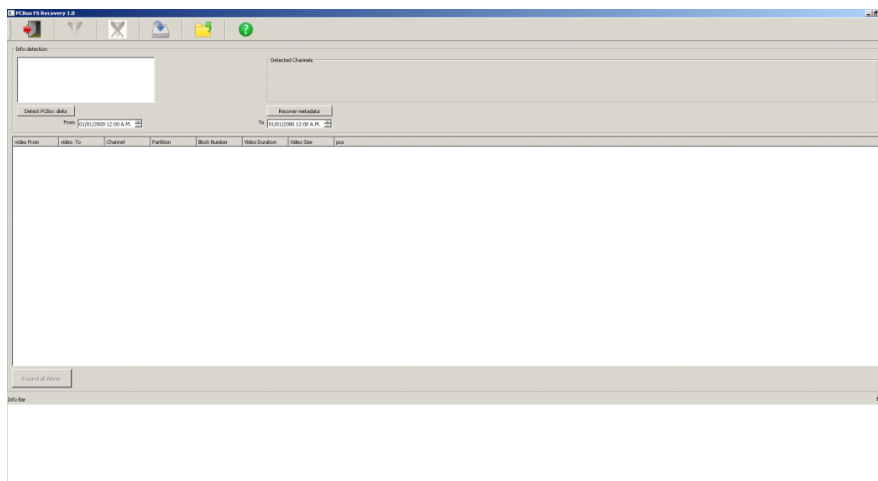 PCBox FS Recovery 1.0
Info detection
Detected Channels
Detect PCBox disks
Recover metadata
From 01/01/2000 12:00 A.M.
To 01/01/2000 12:00 A.M.
video From video To Channel Partition Block Number Video Duration Video Size pos
Expand all Videos
Info Bar